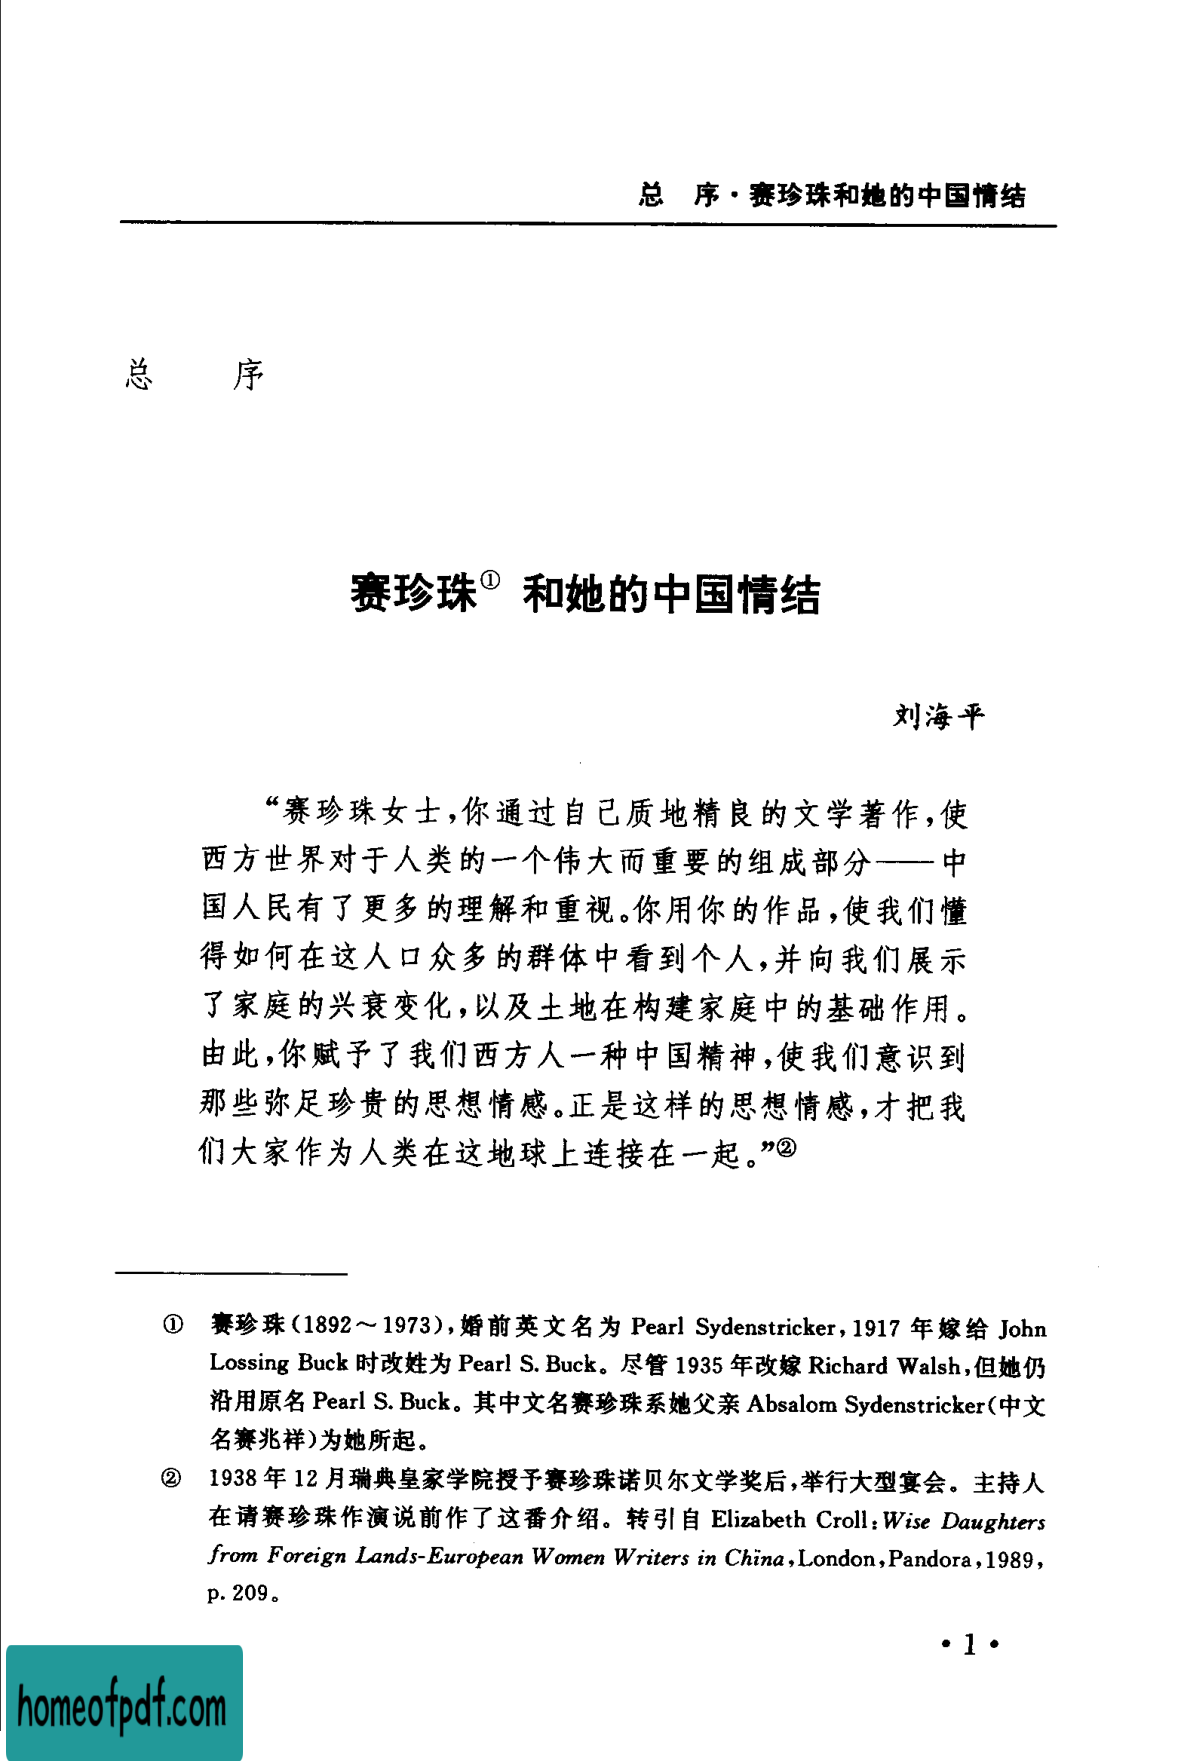 总　序·赛珍珠和她的中国情结
总　　序
赛珍珠① 和她的中国情结
刘海平
“赛珍珠女士，你通过自己质地精良的文学著作，使
西方世界对于人类的一个伟大而重要的组成部分——中
国人民有了更多的理解和重视。你用你的作品，使我们懂
得如何在这人口众多的群体中看到个人，并向我们展示
了家庭的兴衰变化，以及土地在构建家庭中的基础作用。
由此，你赋予了我们西方人一种中国精神，使我们意识到
那些弥足珍贵的思想情感。正是这样的思想情感，才把我
们大家作为人类在这地球上连接在一起。”②
① 赛珍珠（1892～1973），婚前英文名为 Pearl Sydenstricker，1917 年嫁给 John
Lossing Buck 时改姓为 Pearl S. Buck。尽管 1935 年改嫁 Richard Walsh，但她仍
沿用原名 Pearl S. Buck。其中文名赛珍珠系她父亲 Absalom Sydenstricker（中文
名赛兆祥）为她所起。
② 1938 年 12 月瑞典皇家学院授予赛珍珠诺贝尔文学奖后，举行大型宴会。主持人
在请赛珍珠作演说前作了这番介绍。转引自 Elizabeth Croll：Wise Daughters
from Foreign Lands-European Women Writers in China，London，Pandora，1989，
p. 209。
·1·
homeofpdf.com